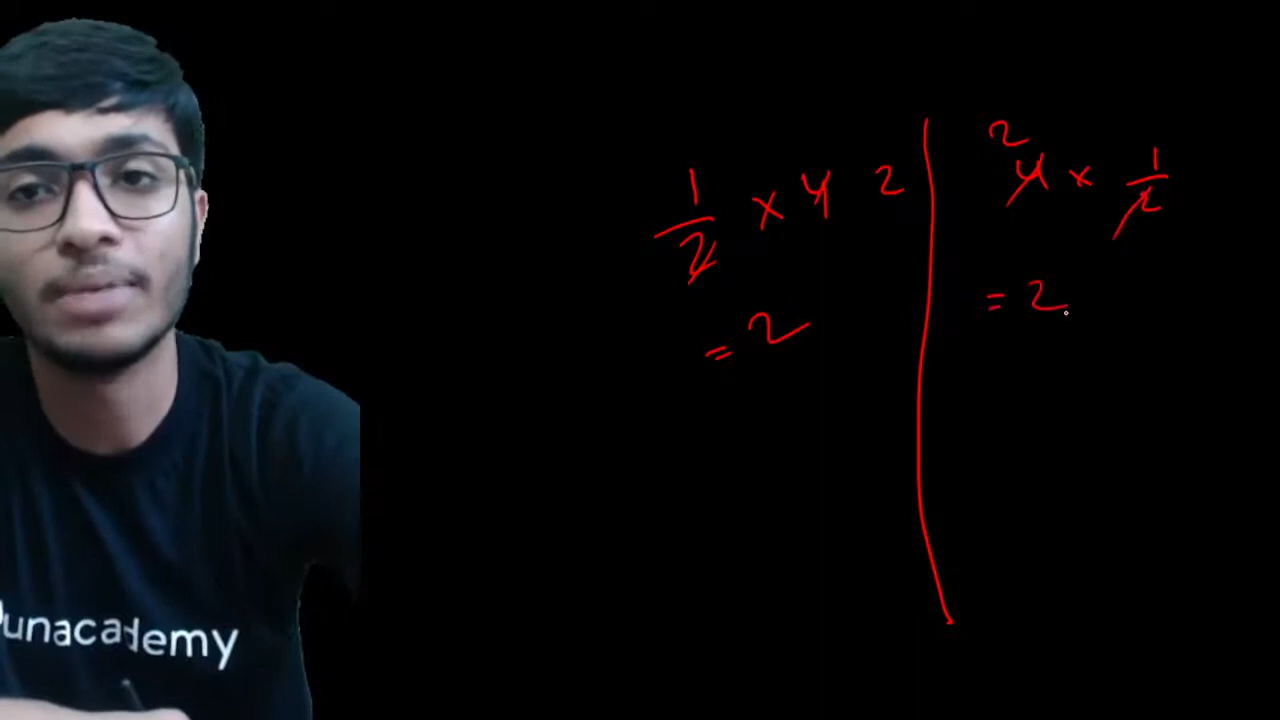 1/2 × 4 2
= 2
2
4 × 1/2
= 2
unacademy